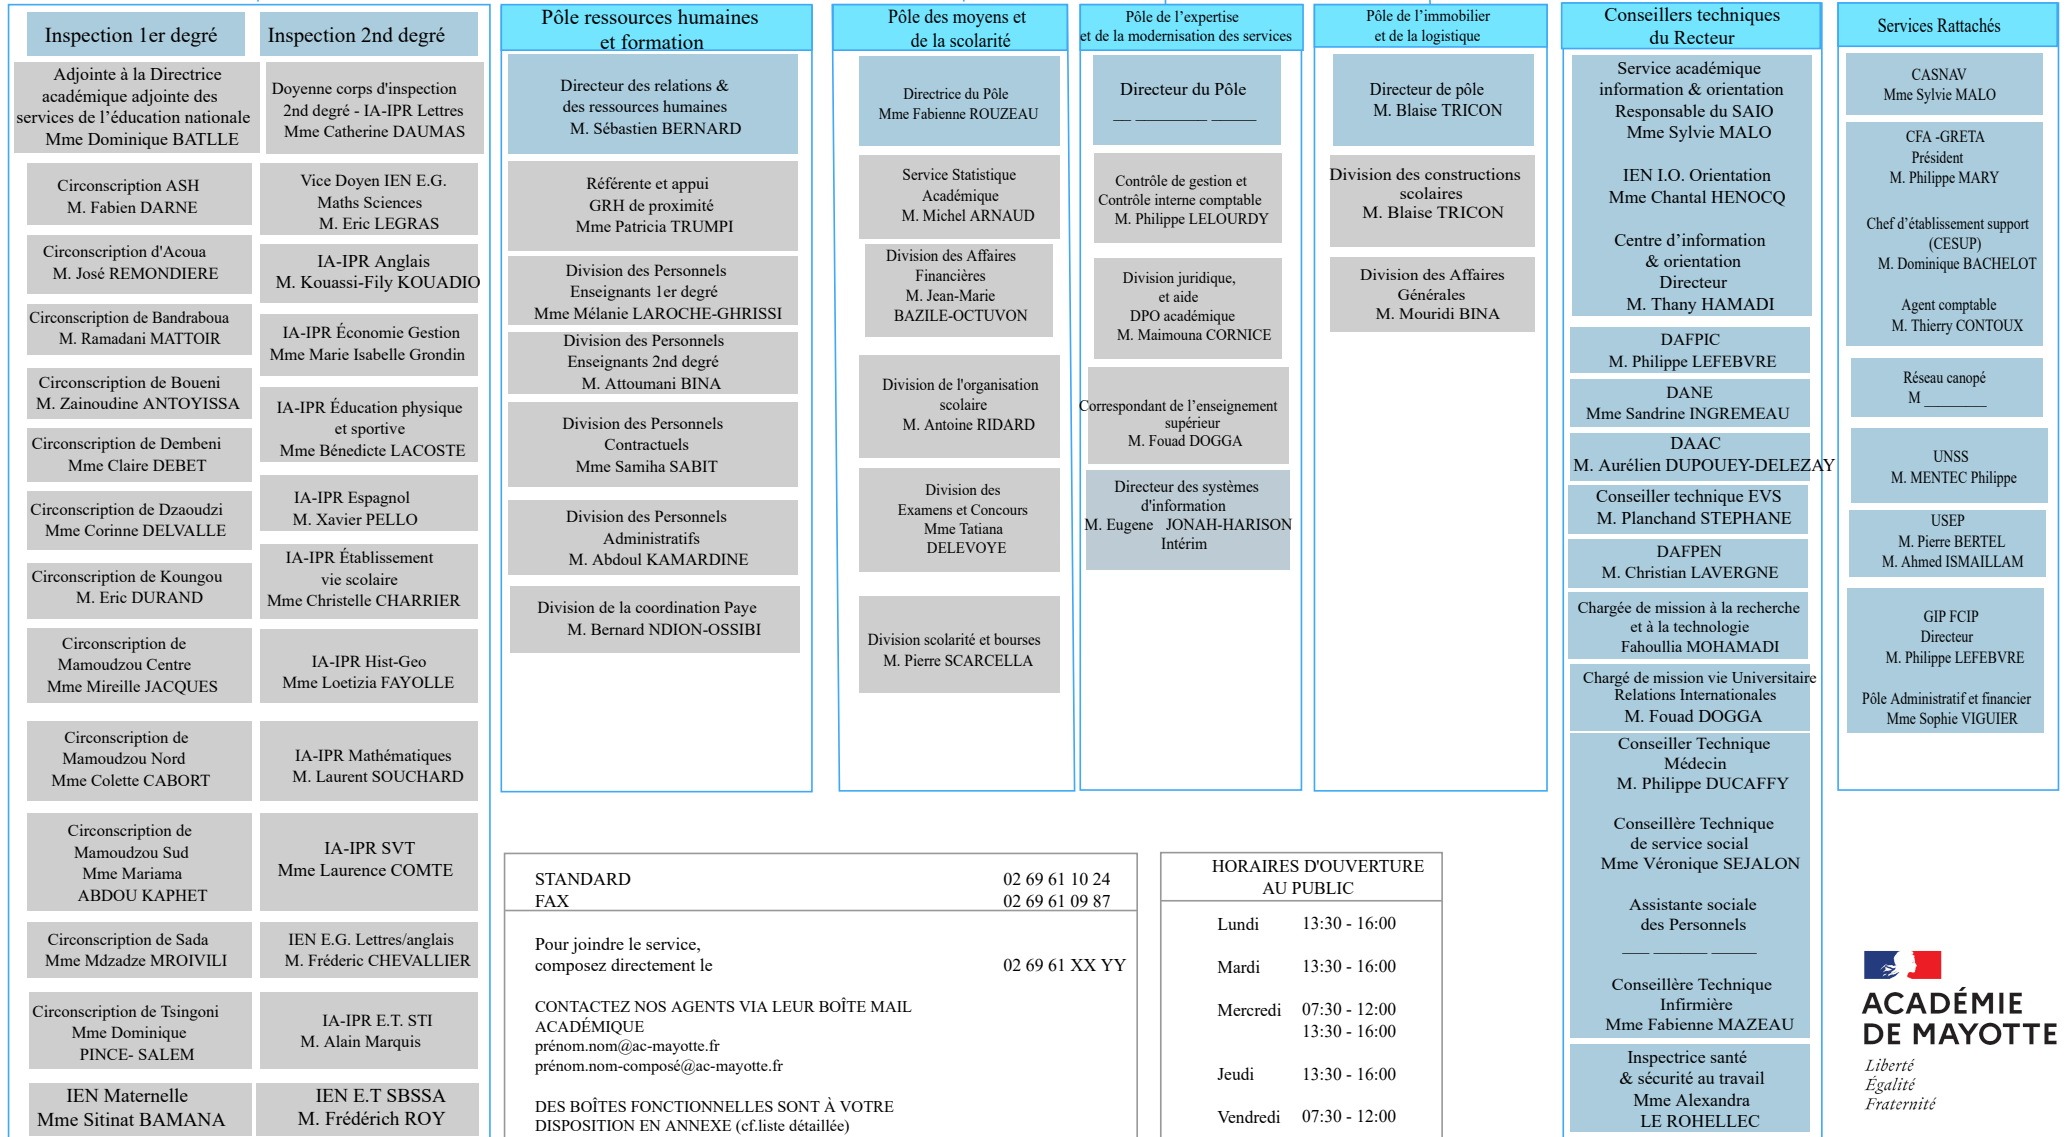 Inspection 1er degré
Adjointe à la Directrice
académique adjointe des
services de l’éducation nationale
Mme Dominique BATLLE
Circonscription ASH
M. Fabien DARNE
Circonscription d'Acoua
M. José REMONDIERE
Circonscription de Bandraboua
M. Ramadani MATTOIR
Circonscription de Boueni
M. Zainoudine ANTOYISSA
Circonscription de Dembeni
Mme Claire DEBET
Circonscription de Dzaoudzi
Mme Corinne DELVALLE
Circonscription de Koungou
M. Eric DURAND
Circonscription de
Mamoudzou Centre
Mme Mireille JACQUES
Circonscription de
Mamoudzou Nord
Mme Colette CABORT
Circonscription de
Mamoudzou Sud
Mme Mariama
ABDOU KAPHET
Circonscription de Sada
Mme Mdzadze MROIVILI
Circonscription de Tsingoni
Mme Dominique
PINCE- SALEM
IEN Maternelle
Mme Sitinat BAMANA
Inspection 2nd degré
Doyenne corps d'inspection
2nd degré - IA-IPR Lettres
Mme Catherine DAUMAS
Vice Doyen IEN E.G.
Maths Sciences
M. Eric LEGRAS
IA-IPR Anglais
M. Kouassi-Fily KOUADIO
IA-IPR Économie Gestion
Mme Marie Isabelle Grondin
IA-IPR Éducation physique
et sportive
Mme Bénedicte LACOSTE
IA-IPR Espagnol
M. Xavier PELLO
IA-IPR Établissement
vie scolaire
Mme Christelle CHARRIER
IA-IPR Hist-Geo
Mme Loetizia FAYOLLE
IA-IPR Mathématiques
M. Laurent SOUCHARD
IA-IPR SVT
Mme Laurence COMTE
IEN E.G. Lettres/anglais
M. Fréderic CHEVALLIER
IA-IPR E.T. STI
M. Alain Marquis
IEN E.T SBSSA
M. Frédérich ROY
Pôle ressources humaines
et formation
Directeur des relations &
des ressources humaines
M. Sébastien BERNARD
Référente et appui
GRH de proximité
Mme Patricia TRUMPI
Division des Personnels
Enseignants 1er degré
Mme Mélanie LAROCHE-GHRISSI
Division des Personnels
Enseignants 2nd degré
M. Attoumani BINA
Division des Personnels
Contractuels
Mme Samiha SABIT
Division des Personnels
Administratifs
M. Abdoul KAMARDINE
Division de la coordination Paye
M. Bernard NDION-OSSIBI
Pôle des moyens et
de la scolarité
Directrice du Pôle
Mme Fabienne ROUZEAU
Service Statistique
Académique
M. Michel ARNAUD
Division des Affaires
Financières
M. Jean-Marie
BAZILE-OCTUVON
Division de l'organisation
scolaire
M. Antoine RIDARD
Division des
Examens et Concours
Mme Tatiana
DELEVOYE
Division scolarité et bourses
M. Pierre SCARCELLA
Pôle de l’expertise
et de la modernisation des services
Directeur du Pôle
__ ________ _____
Contrôle de gestion et
Contrôle interne comptable
M. Philippe LELOURDY
Division juridique,
et aide
DPO académique
M. Maimouna CORNICE
Correspondant de l’enseignement
supérieur
M. Fouad DOGGA
Directeur des systèmes
d'information
M. Eugene JONAH-HARISON
Intérim
Pôle de l’immobilier
et de la logistique
Directeur de pôle
M. Blaise TRICON
Division des constructions
scolaires
M. Blaise TRICON
Division des Affaires
Générales
M. Mouridi BINA
Conseillers techniques
du Recteur
Service académique
information & orientation
Responsable du SAIO
Mme Sylvie MALO
IEN I.O. Orientation
Mme Chantal HENOCQ
Centre d’information
& orientation
Directeur
M. Thany HAMADI
DAFPIC
M. Philippe LEFEBVRE
DANE
Mme Sandrine INGREMEAU
DAAC
M. Aurélien DUPOUEY-DELEZAY
Conseiller technique EVS
M. Planchand STEPHANE
DAFPEN
M. Christian LAVERGNE
Chargée de mission à la recherche
et à la technologie
Fahoullia MOHAMADI
Chargé de mission vie Universitaire
Relations Internationales
M. Fouad DOGGA
Conseiller Technique
Médecin
M. Philippe DUCAFFY
Conseillère Technique
de service social
Mme Véronique SEJALON
Assistante sociale
des Personnels
___ ______ _____
Conseillère Technique
Infirmière
Mme Fabienne MAZEAU
Inspectrice santé
& sécurité au travail
Mme Alexandra
LE ROHELLEC
Services Rattachés
CASNAV
Mme Sylvie MALO
CFA -GRETA
Président
M. Philippe MARY
Chef d’établissement support
(CESUP)
M. Dominique BACHELOT
Agent comptable
M. Thierry CONTOUX
Réseau canopé
M ________
UNSS
M. MENTEC Philippe
USEP
M. Pierre BERTEL
M. Ahmed ISMAILLAM
GIP FCIP
Directeur
M. Philippe LEFEBVRE
Pôle Administratif et financier
Mme Sophie VIGUIER
STANDARD 02 69 61 10 24
FAX 02 69 61 09 87
Pour joindre le service,
composez directement le 02 69 61 XX YY
CONTACTEZ NOS AGENTS VIA LEUR BOÎTE MAIL
ACADÉMIQUE
prénom.nom@ac-mayotte.fr
prénom.nom-composé@ac-mayotte.fr
DES BOÎTES FONCTIONNELLES SONT À VOTRE
DISPOSITION EN ANNEXE (cf.liste détaillée)
HORAIRES D'OUVERTURE
AU PUBLIC
Lundi 13:30 - 16:00
Mardi 13:30 - 16:00
Mercredi 07:30 - 12:00
13:30 - 16:00
Jeudi 13:30 - 16:00
Vendredi 07:30 - 12:00
ACADÉMIE
DE MAYOTTE
Liberté
Égalité
Fraternité